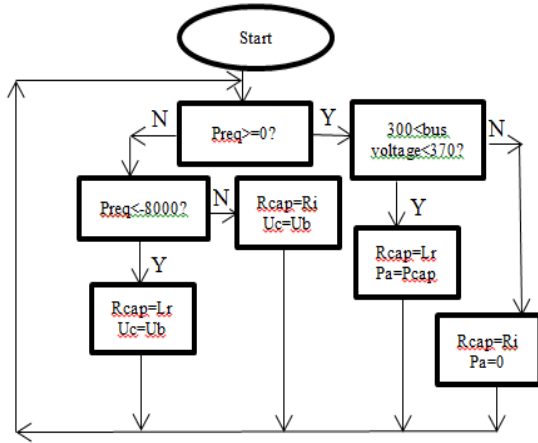 Start
N
Y
Preq>=0?
300<bus
voltage<370?
N
Preq<-8000?
N
Rcap=Ri
Uc=Ub
Y
Rcap=Lr
Pa=Pcap
Y
Rcap=Lr
Uc=Ub
Rcap=Ri
Pa=0